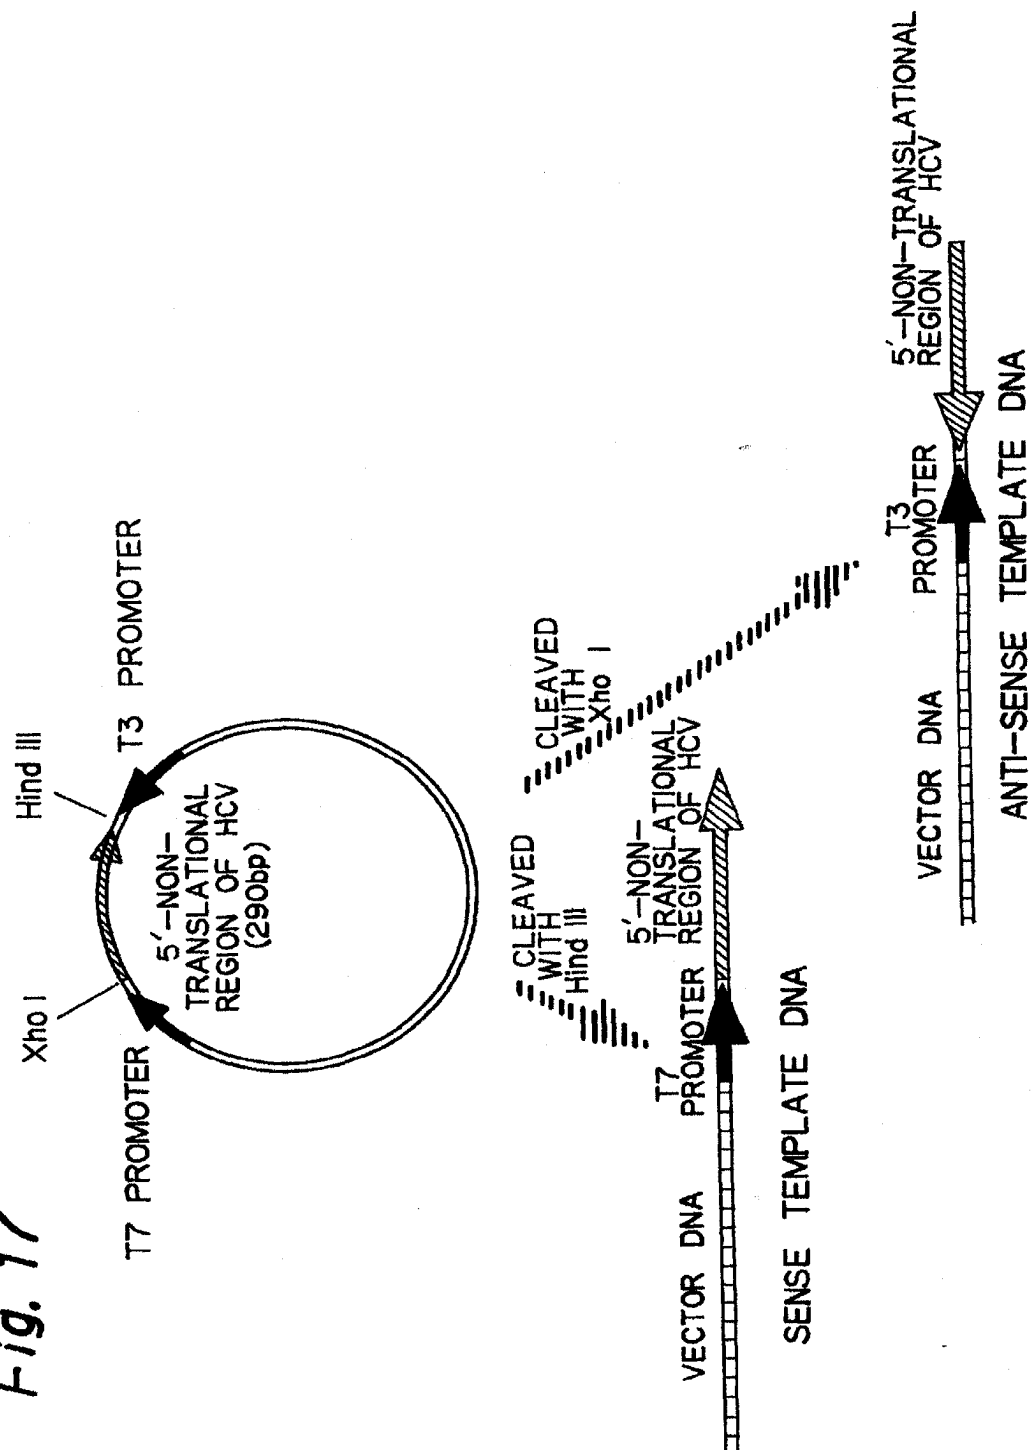 Fig. 17
Xho I
Hind III
T7 PROMOTER
T3 PROMOTER
5′-NON-
TRANSLATIONAL
REGION OF HCV
(290bp)
CLEAVED
WITH
Hind III
CLEAVED
WITH
Xho I
VECTOR DNA
T7
PROMOTER
5′-NON-
TRANSLATIONAL
REGION OF HCV
SENSE TEMPLATE DNA
VECTOR DNA
T3
PROMOTER
5′-NON-TRANSLATIONAL
REGION OF HCV
ANTI-SENSE TEMPLATE DNA